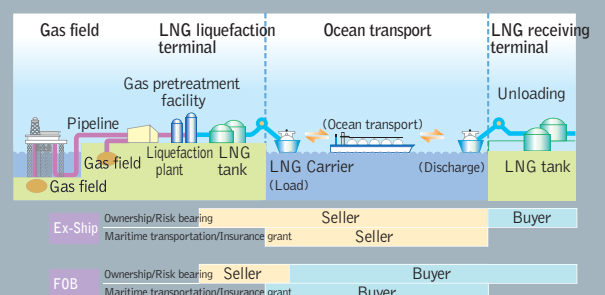 Gas field
LNG liquefaction
terminal
Ocean transport
LNG receiving
terminal
Gas pretreatment
facility
Unloading
Pipeline
(Ocean transport)
Gas field
Liquefaction
plant
LNG
tank
LNG Carrier
(Load)
(Discharge)
LNG tank
Gas field
Ex-Ship
Ownership/Risk bearing
Seller
Buyer
Maritime transportation/Insurance grant
Seller
FOB
Ownership/Risk bearing
Seller
Buyer
Maritime transportation/Insurance grant
Buyer